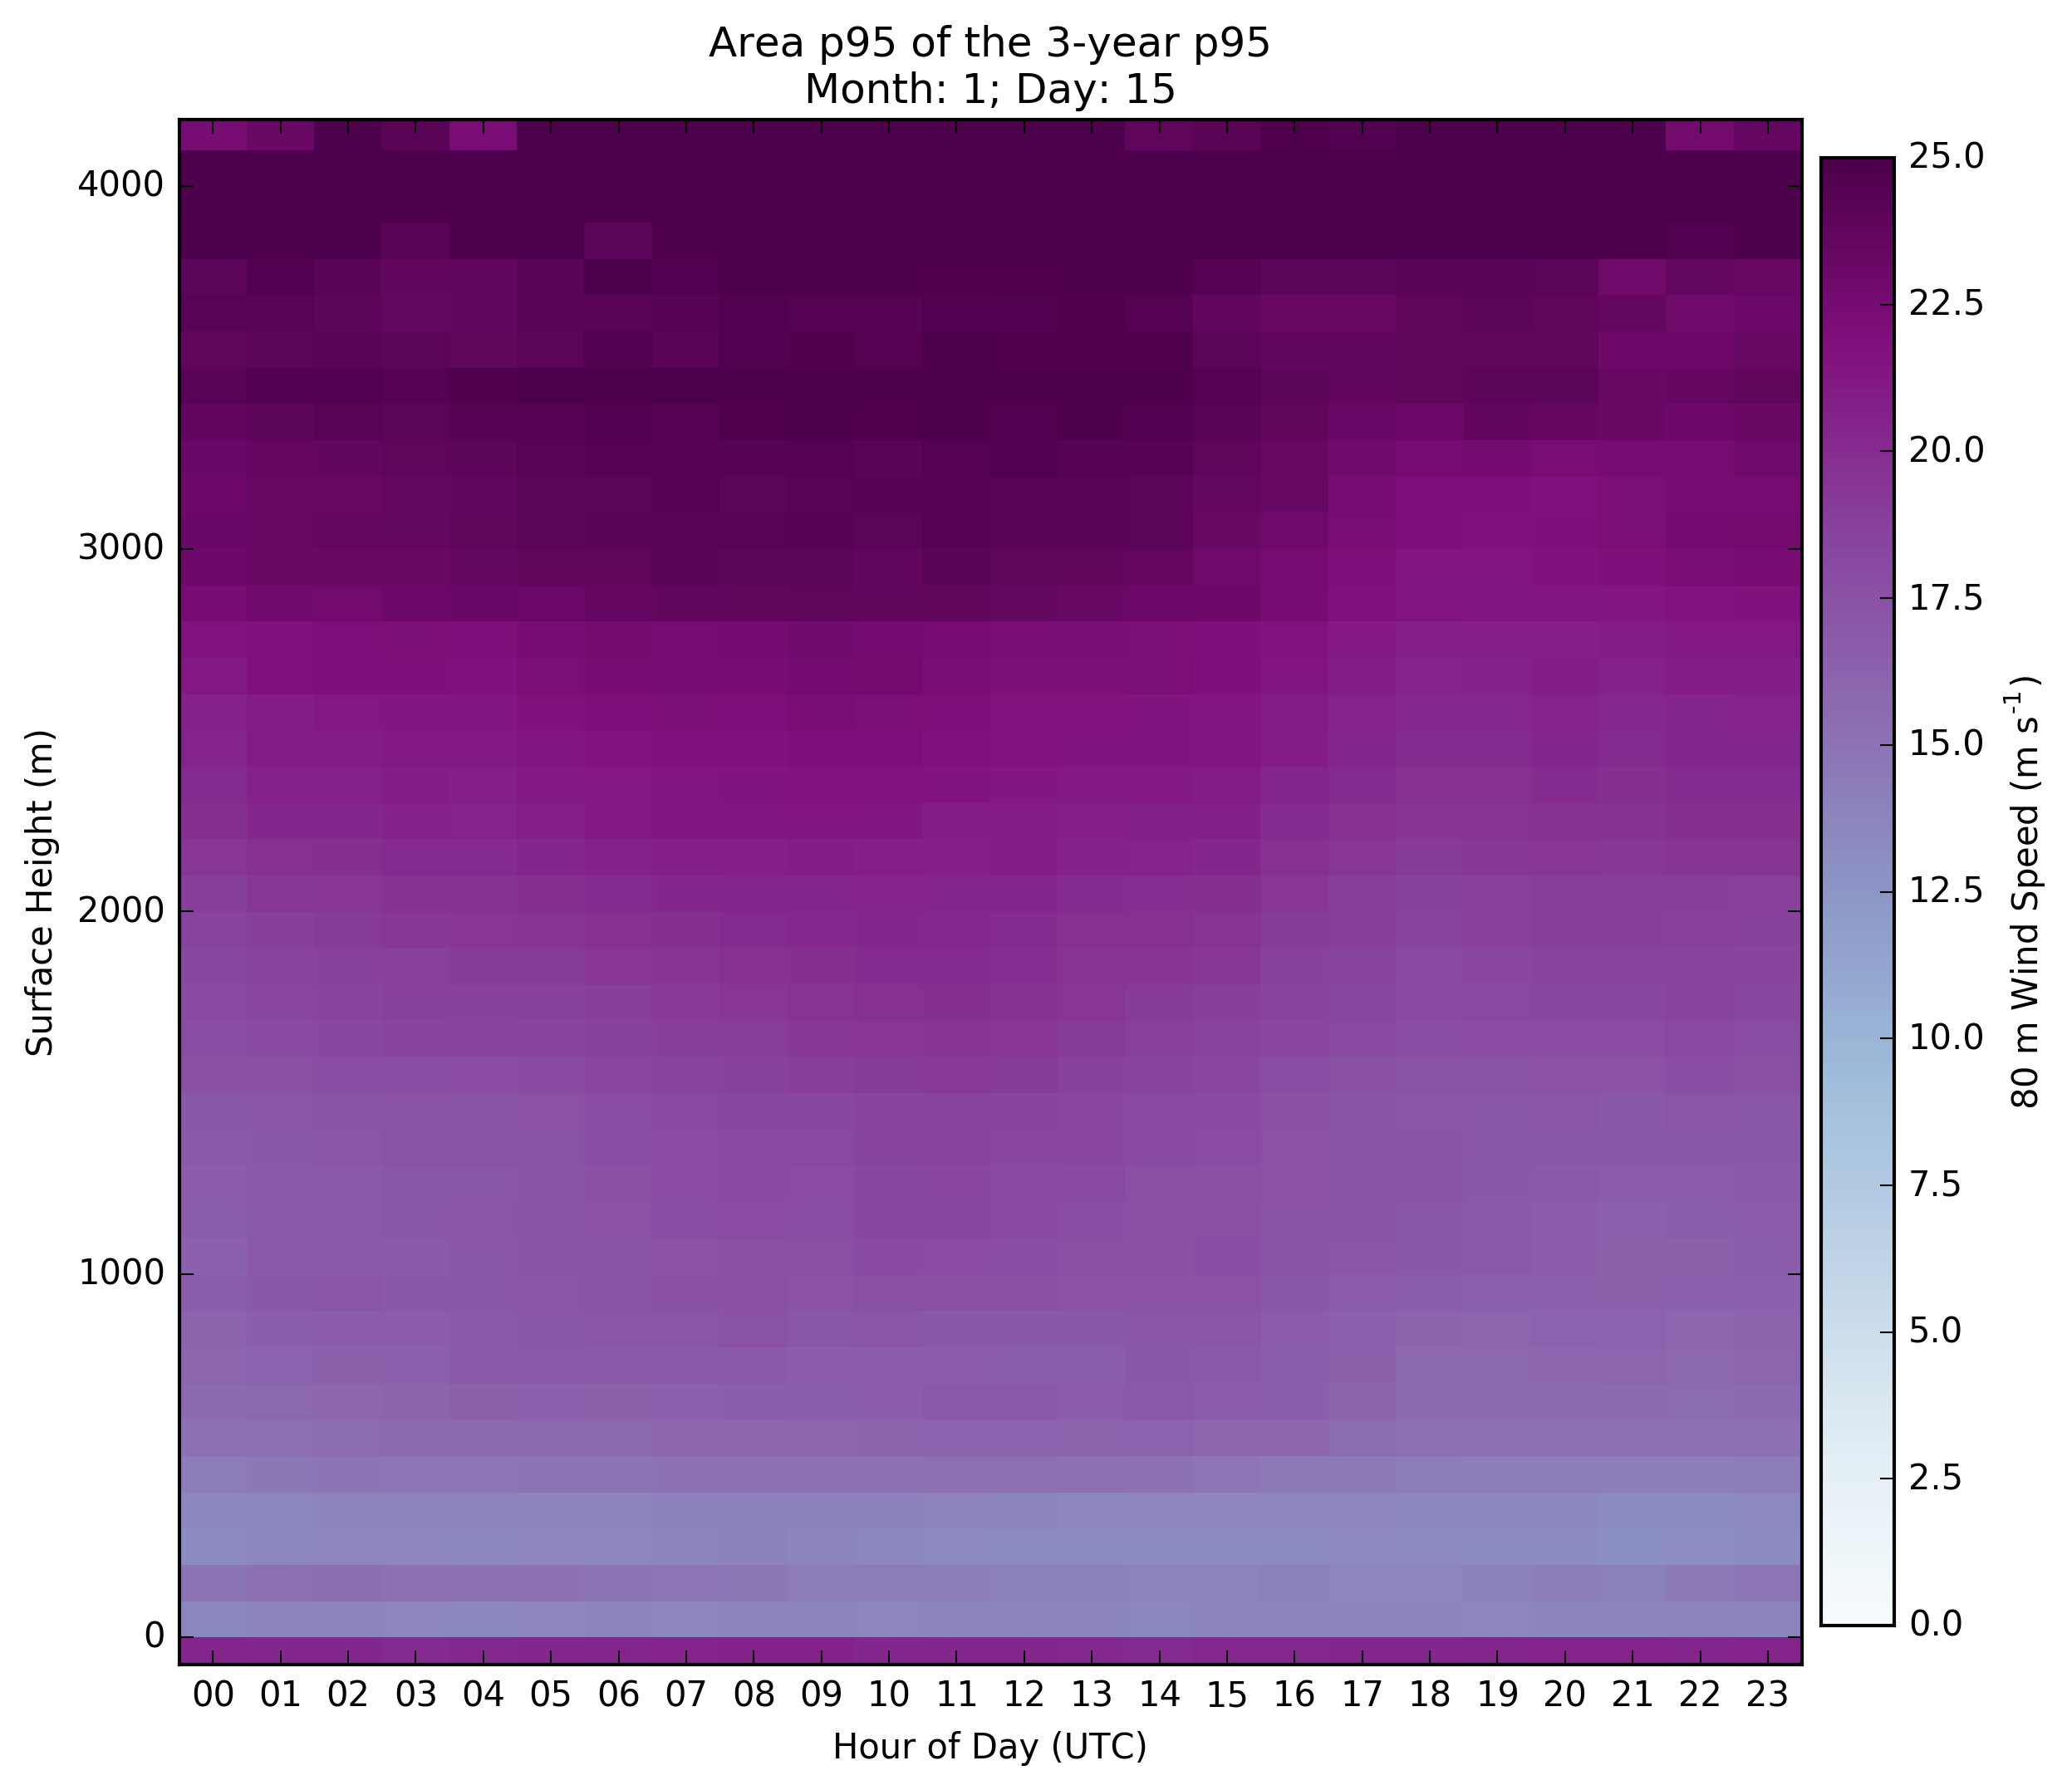 Area p95 of the 3-year p95
Month: 1; Day: 15
4000
3000
2000
1000
0
Surface Height (m)
00 01 02 03 04 05 06 07 08 09 10 11 12 13 14 15 16 17 18 19 20 21 22 23
Hour of Day (UTC)
25.0
22.5
20.0
17.5
15.0
12.5
10.0
7.5
5.0
2.5
0.0
80 m Wind Speed (m s⁻¹)